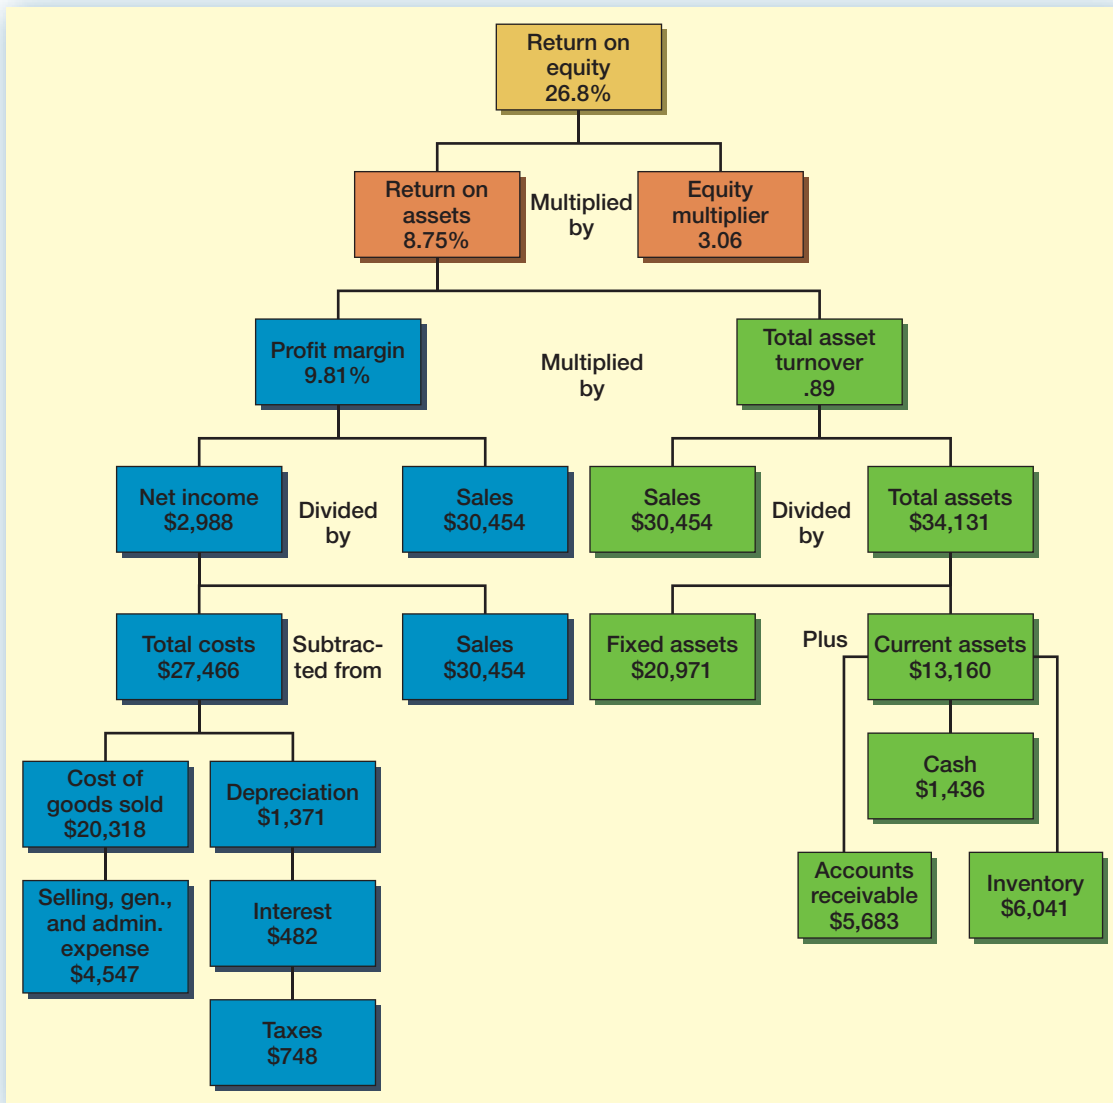 Return on
equity
26.8%
Return on
assets
8.75%
Multiplied
by
Equity
multiplier
3.06
Profit margin
9.81%
Multiplied
by
Total asset
turnover
.89
Net income
$2,988
Divided
by
Sales
$30,454
Sales
$30,454
Divided
by
Total assets
$34,131
Total costs
$27,466
Subtrac-
ted from
Sales
$30,454
Fixed assets
$20,971
Plus
Current assets
$13,160
Cost of
goods sold
$20,318
Depreciation
$1,371
Cash
$1,436
Selling, gen.,
and admin.
expense
$4,547
Interest
$482
Accounts
receivable
$5,683
Inventory
$6,041
Taxes
$748